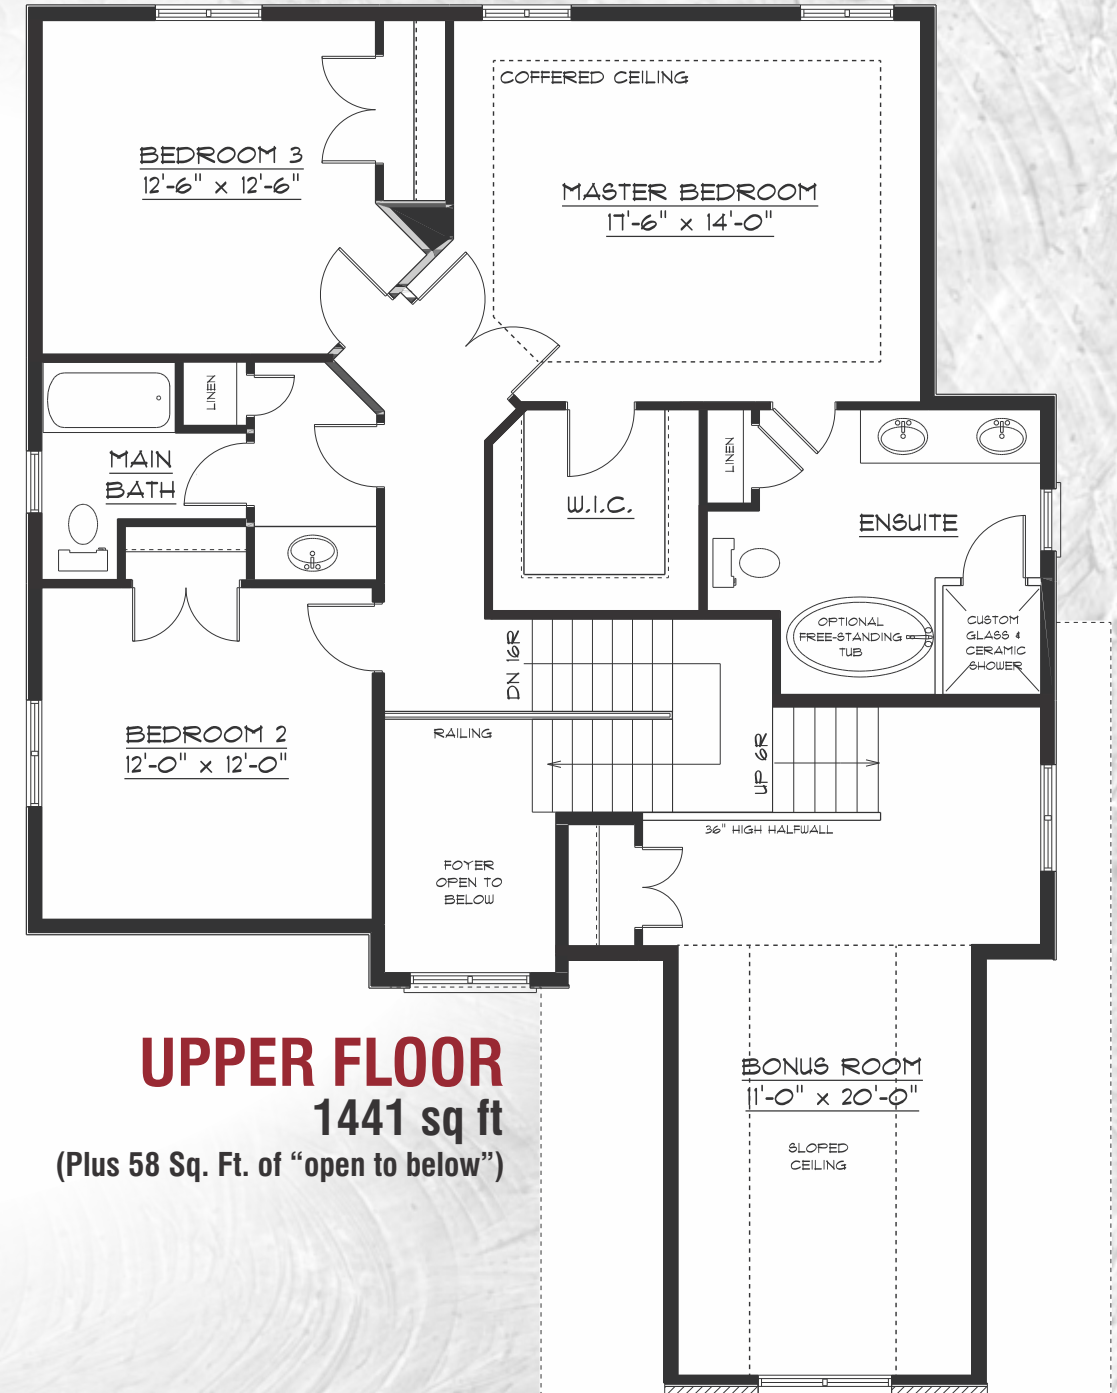 COFFERED CEILING
BEDROOM 3
12'-6" x 12'-6"
MASTER BEDROOM
17'-6" x 14'-0"
LINEN
MAIN
BATH
LINEN
W.I.C.
ENSUITE
OPTIONAL
FREE-STANDING
TUB
CUSTOM
GLASS &
CERAMIC
SHOWER
DN 16R
RAILING
BEDROOM 2
12'-0" x 12'-0"
UP 6R
36" HIGH HALFWALL
FOYER
OPEN TO
BELOW
UPPER FLOOR
1441 sq ft
(Plus 58 Sq. Ft. of “open to below”)
BONUS ROOM
11'-0" x 20'-0"
SLOPED
CEILING